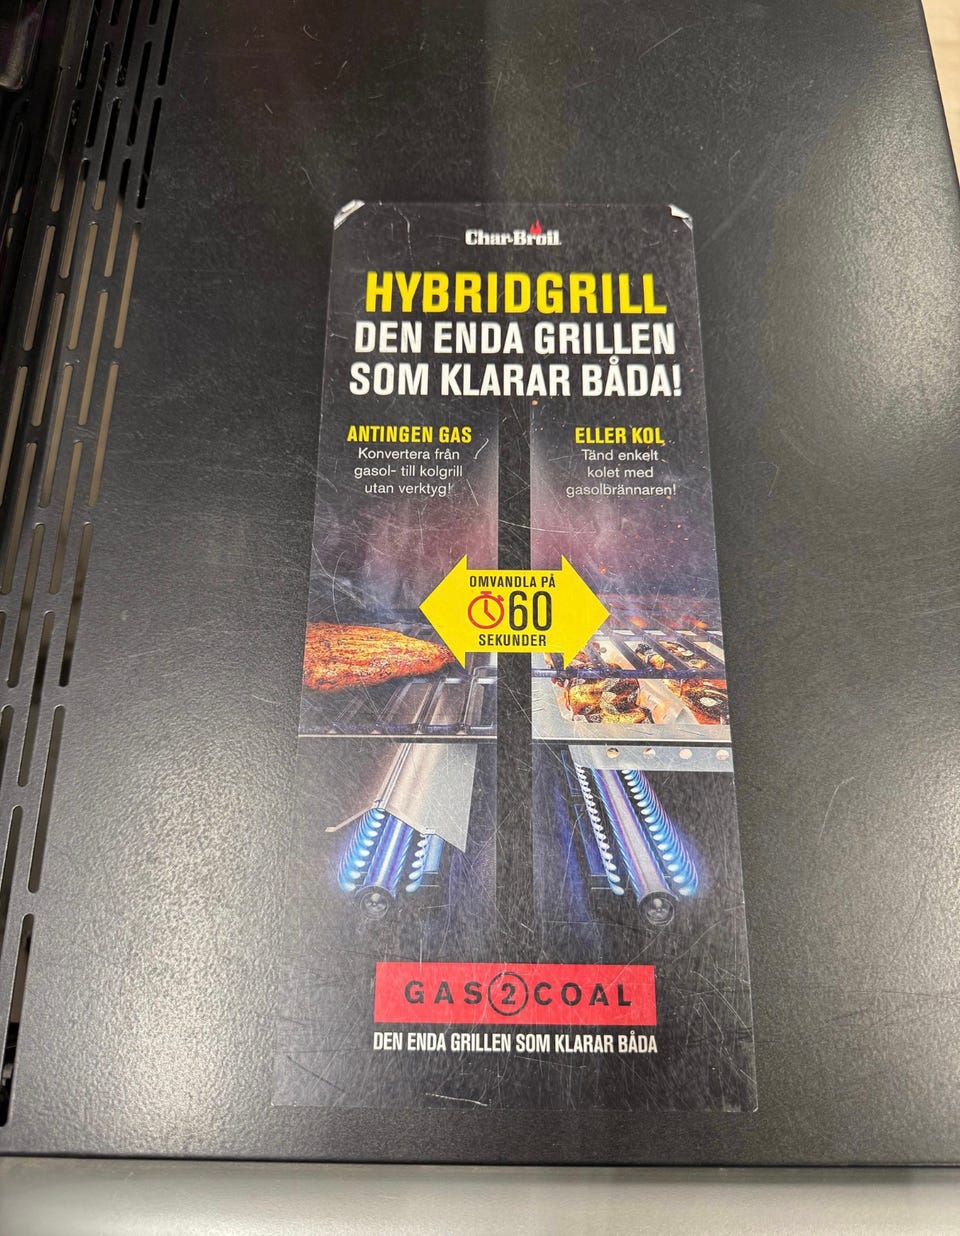 Char-Broil
HYBRIDGRILL
DEN ENDA GRILLEN
SOM KLARAR BÅDA!
ANTINGEN GAS
Konvertera från
gasol- till kolgrill
utan verktyg!
ELLER KOL
Tänd enkelt
kolet med
gasolbrännaren!
OMVANDLA PÅ
60
SEKUNDER
GAS2COAL
DEN ENDA GRILLEN SOM KLARAR BÅDA